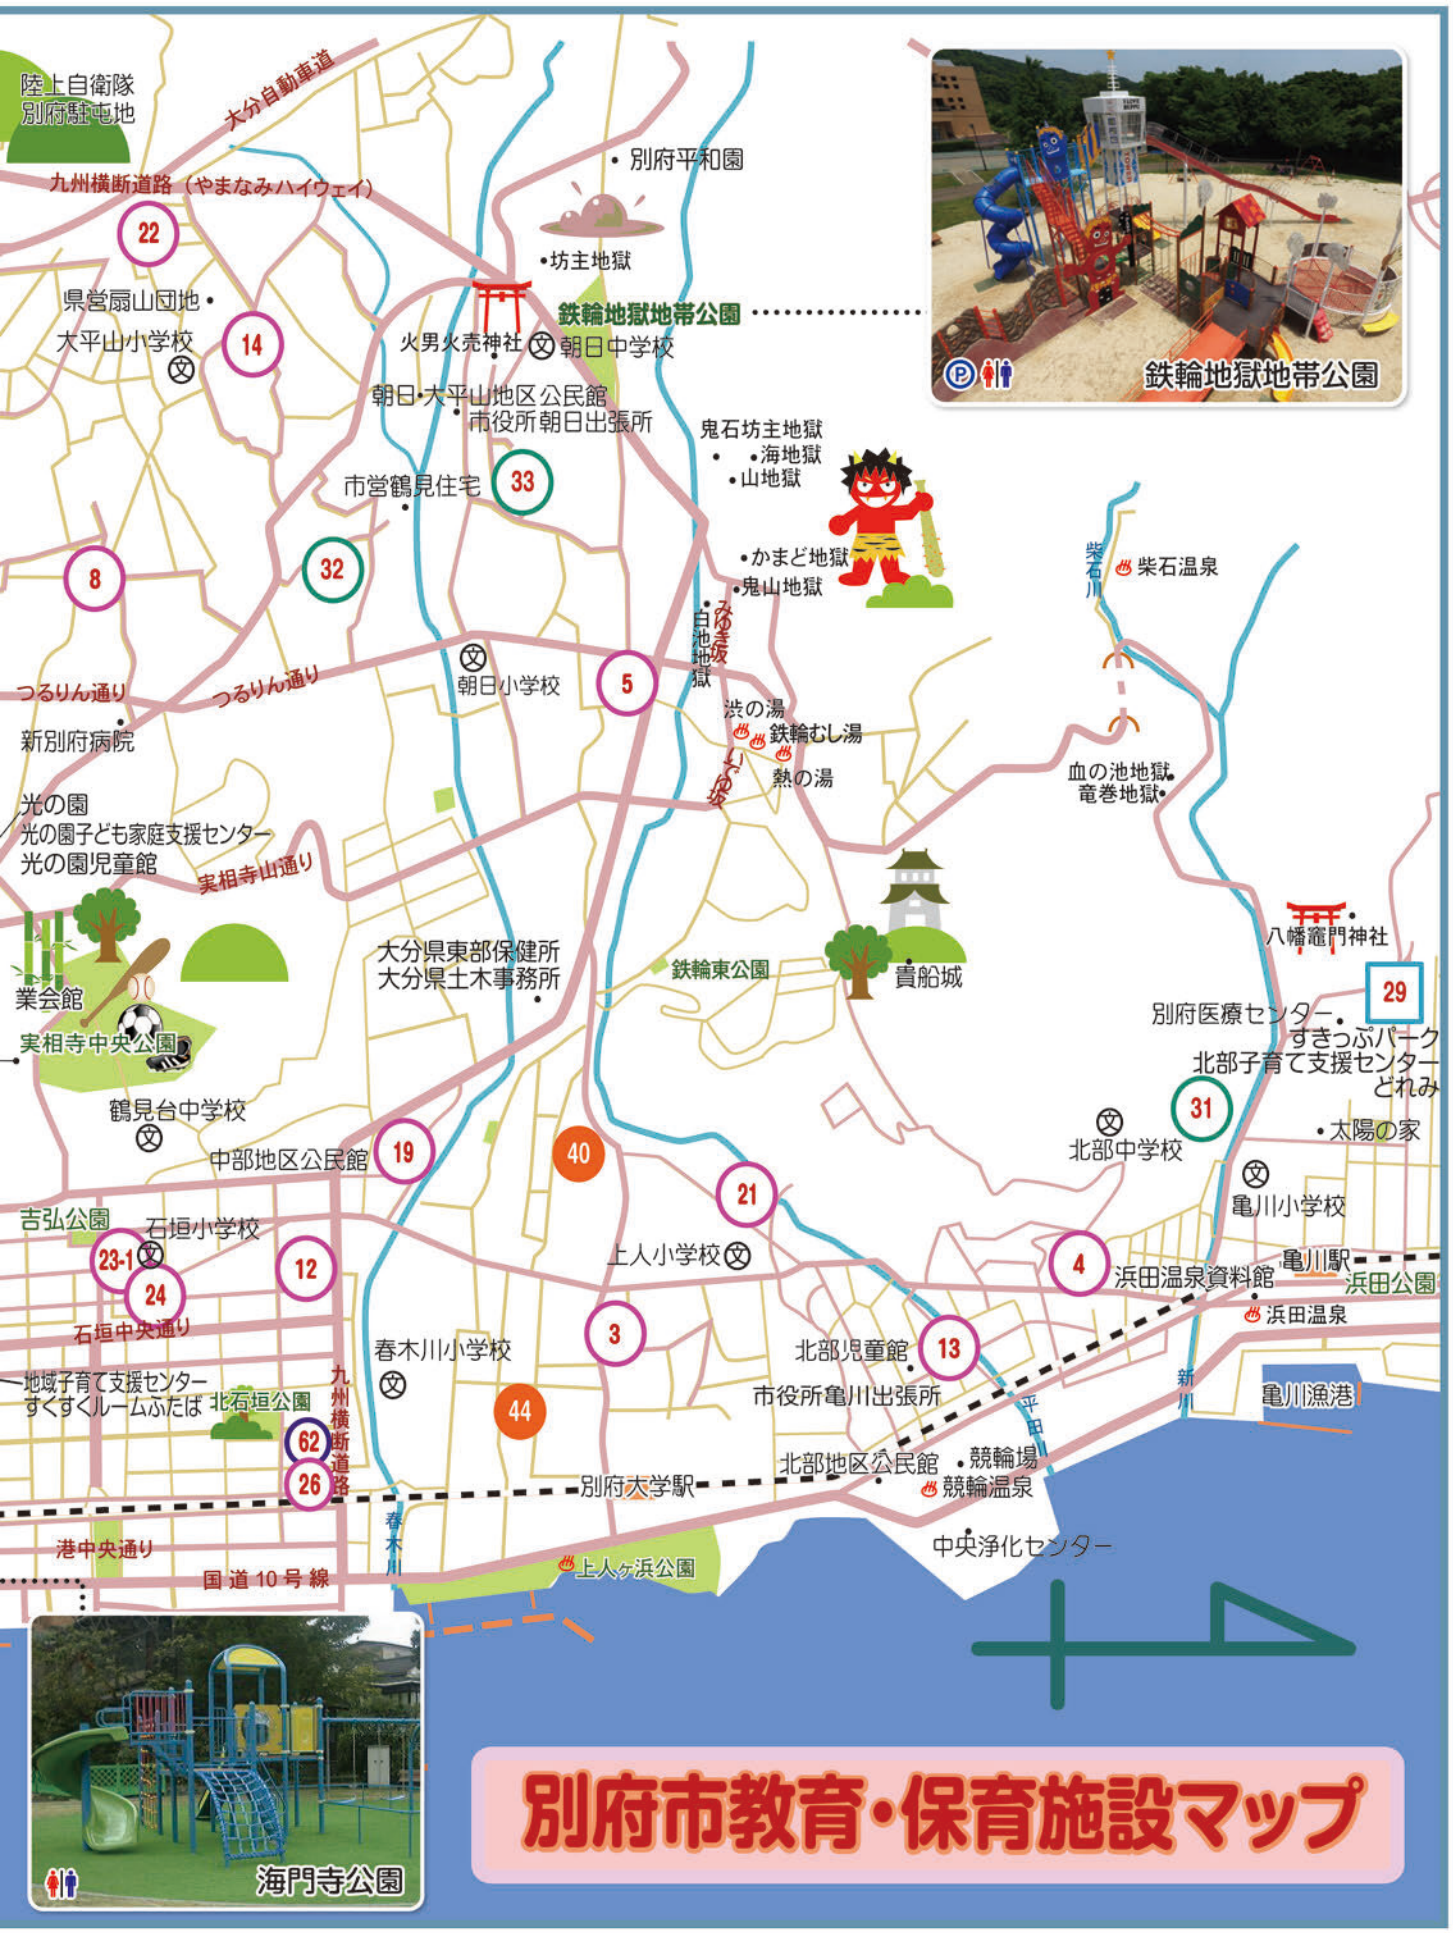 陸上自衛隊
別府駐屯地
大分自動車道
九州横断道路（やまなみハイウェイ）
22
別府平和園
坊主地獄
県営扇山団地
大平山小学校
文
14
鉄輪地獄地帯公園
火男火売神社
文
朝日中学校
P
鉄輪地獄地帯公園
朝日・大平山地区公民館
市役所朝日出張所
鬼石坊主地獄
海地獄
山地獄
市営鶴見住宅
33
32
8
かまど地獄
鬼山地獄
白池地獄
みゆき坂
柴石川
柴石温泉
つるりん通り
つるりん通り
文
朝日小学校
5
新別府病院
渋の湯
鉄輪むし湯
熱の湯
いでゆ坂
血の池地獄
竜巻地獄
光の園
光の園子ども家庭支援センター
光の園児童館
実相寺山通り
業会館
実相寺中央公園
大分県東部保健所
大分県土木事務所
鉄輪東公園
貴船城
八幡竈門神社
29
別府医療センター
すきっぷパーク
北部子育て支援センター
どれみ
31
鶴見台中学校
文
中部地区公民館
19
40
21
文
北部中学校
太陽の家
文
亀川小学校
吉弘公園
石垣小学校
文
23-1
24
12
上人小学校
文
4
浜田温泉資料館
亀川駅
浜田公園
浜田温泉
石垣中央通り
3
春木川小学校
文
北部児童館
13
市役所亀川出張所
新川
亀川漁港
地域子育て支援センター
すくすくルームふたば
北石垣公園
九州横断道路
62
26
44
平田川
別府大学駅
北部地区公民館
競輪場
競輪温泉
中央浄化センター
港中央通り
春木川
国道10号線
上人ヶ浜公園
海門寺公園
別府市教育・保育施設マップ